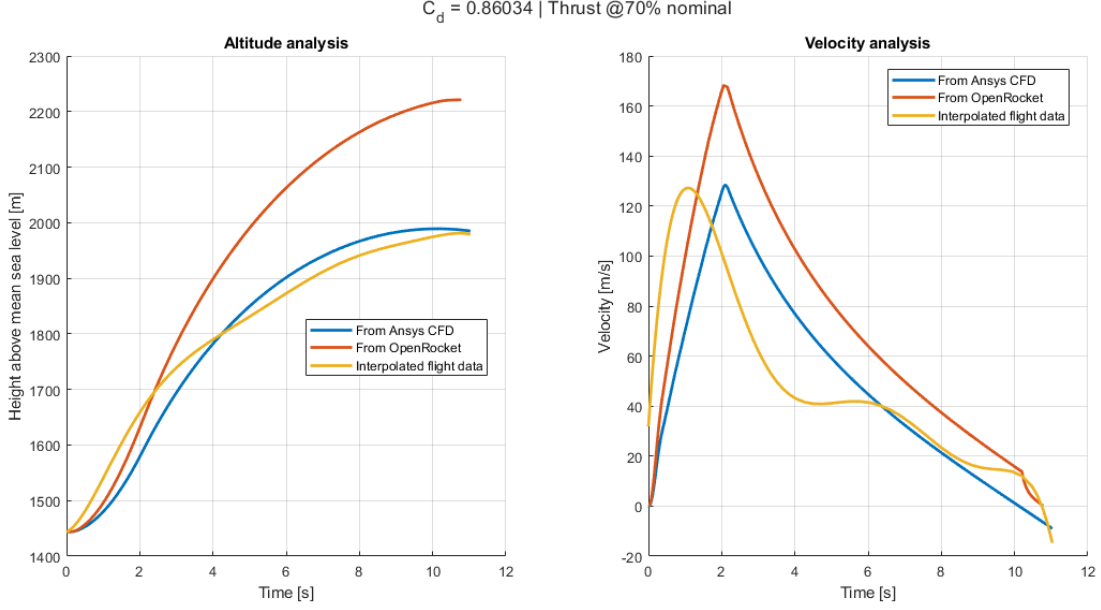 C_d = 0.86034 | Thrust @70% nominal
Altitude analysis
2300
2200
2100
2000
1900
1800
1700
1600
1500
1400
Height above mean sea level [m]
From Ansys CFD
From OpenRocket
Interpolated flight data
0 2 4 6 8 10 12
Time [s]
Velocity analysis
180
160
140
120
100
80
60
40
20
0
-20
Velocity [m/s]
From Ansys CFD
From OpenRocket
Interpolated flight data
0 2 4 6 8 10 12
Time [s]